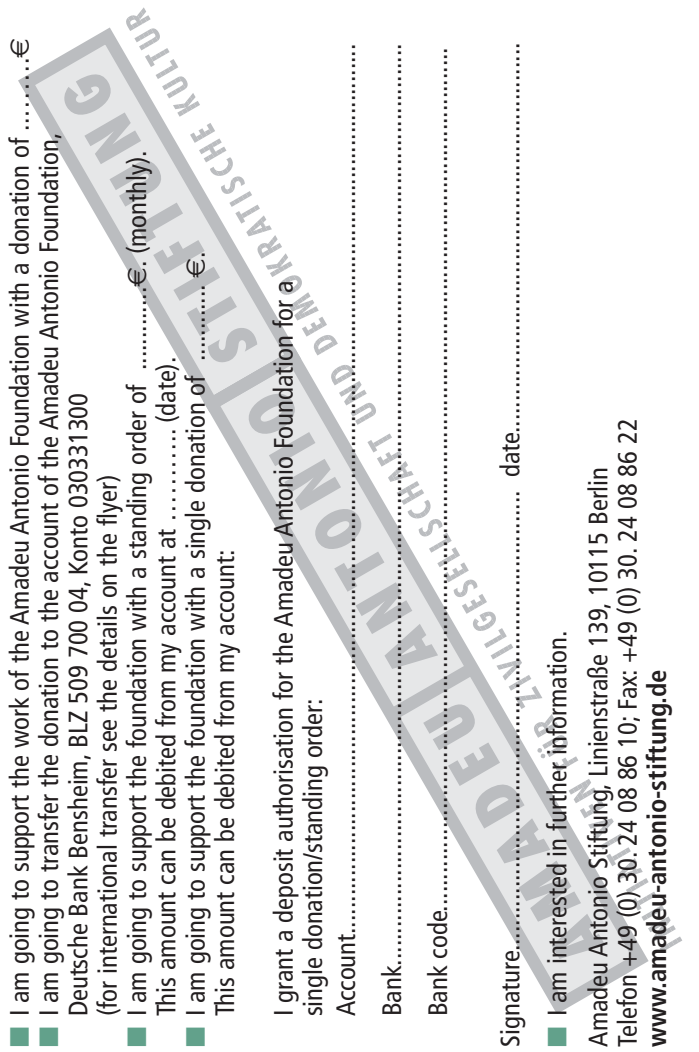 I am going to support the work of the Amadeu Antonio Foundation with a donation of ..........€
I am going to transfer the donation to the account of the Amadeu Antonio Foundation,
Deutsche Bank Bensheim, BLZ 509 700 04, Konto 030331300
(for international transfer see the details on the flyer)
I am going to support the foundation with a standing order of ..............€. (monthly).
This amount can be debited from my account at ........... (date).
I am going to support the foundation with a single donation of ............€.
This amount can be debited from my account:
I grant a deposit authorisation for the Amadeu Antonio Foundation for a
single donation/standing order:
Account........................................................................
Bank........................................................................
Bank code........................................................................
Signature.................................................. date..................................................
I am interested in further information.
Amadeu Antonio Stiftung, Linienstraße 139, 10115 Berlin
Telefon +49 (0) 30. 24 08 86 10; Fax: +49 (0) 30. 24 08 86 22
www.amadeu-antonio-stiftung.de
AMADEU ANTONIO STIFTUNG
INITIATIVEN FÜR ZIVILGESELLSCHAFT UND DEMOKRATISCHE KULTUR